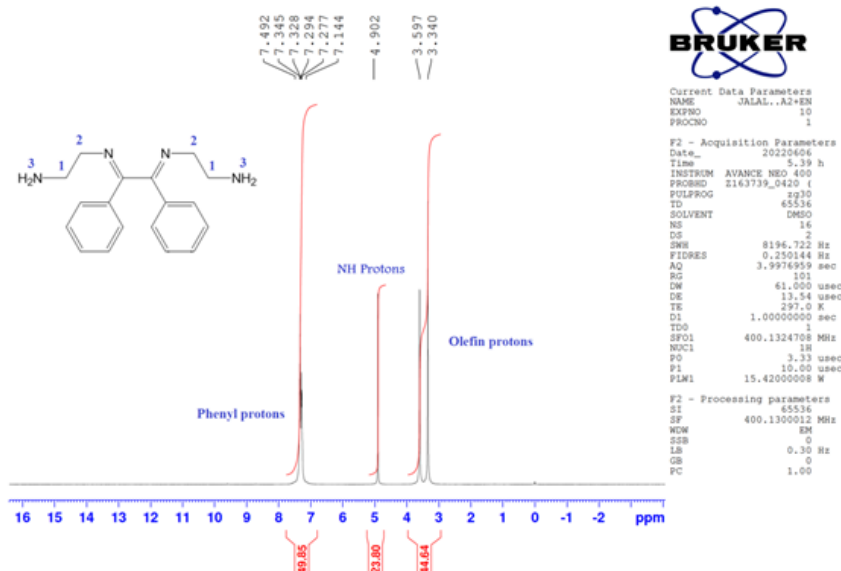 7.492
7.345
7.328
7.294
7.277
7.144
4.902
3.597
3.340
BRUKER
Current Data Parameters
NAME JALAL..A2+EN
EXPNO 10
PROCNO 1
F2 - Acquisition Parameters
Date_ 20220606
Time 5.39 h
INSTRUM AVANCE NEO 400
PROBHD Z163739_0420 (
PULPROG zg30
TD 65536
SOLVENT DMSO
NS 16
DS 2
SWH 8196.722 Hz
FIDRES 0.250144 Hz
AQ 3.9976959 sec
RG 101
DW 61.000 usec
DE 13.54 usec
TE 297.0 K
D1 1.00000000 sec
TD0 1
SFO1 400.1324708 MHz
NUC1 1H
P0 3.33 usec
P1 10.00 usec
PLW1 15.42000008 W
F2 - Processing parameters
SI 65536
SF 400.1300012 MHz
WDW EM
SSB 0
LB 0.30 Hz
GB 0
PC 1.00
2 2
3 N N 3
1 1
H2N NH2
NH Protons
Olefin protons
Phenyl protons
16 15 14 13 12 11 10 9 8 7 6 5 4 3 2 1 0 -1 -2 ppm
49.85
23.80
44.64